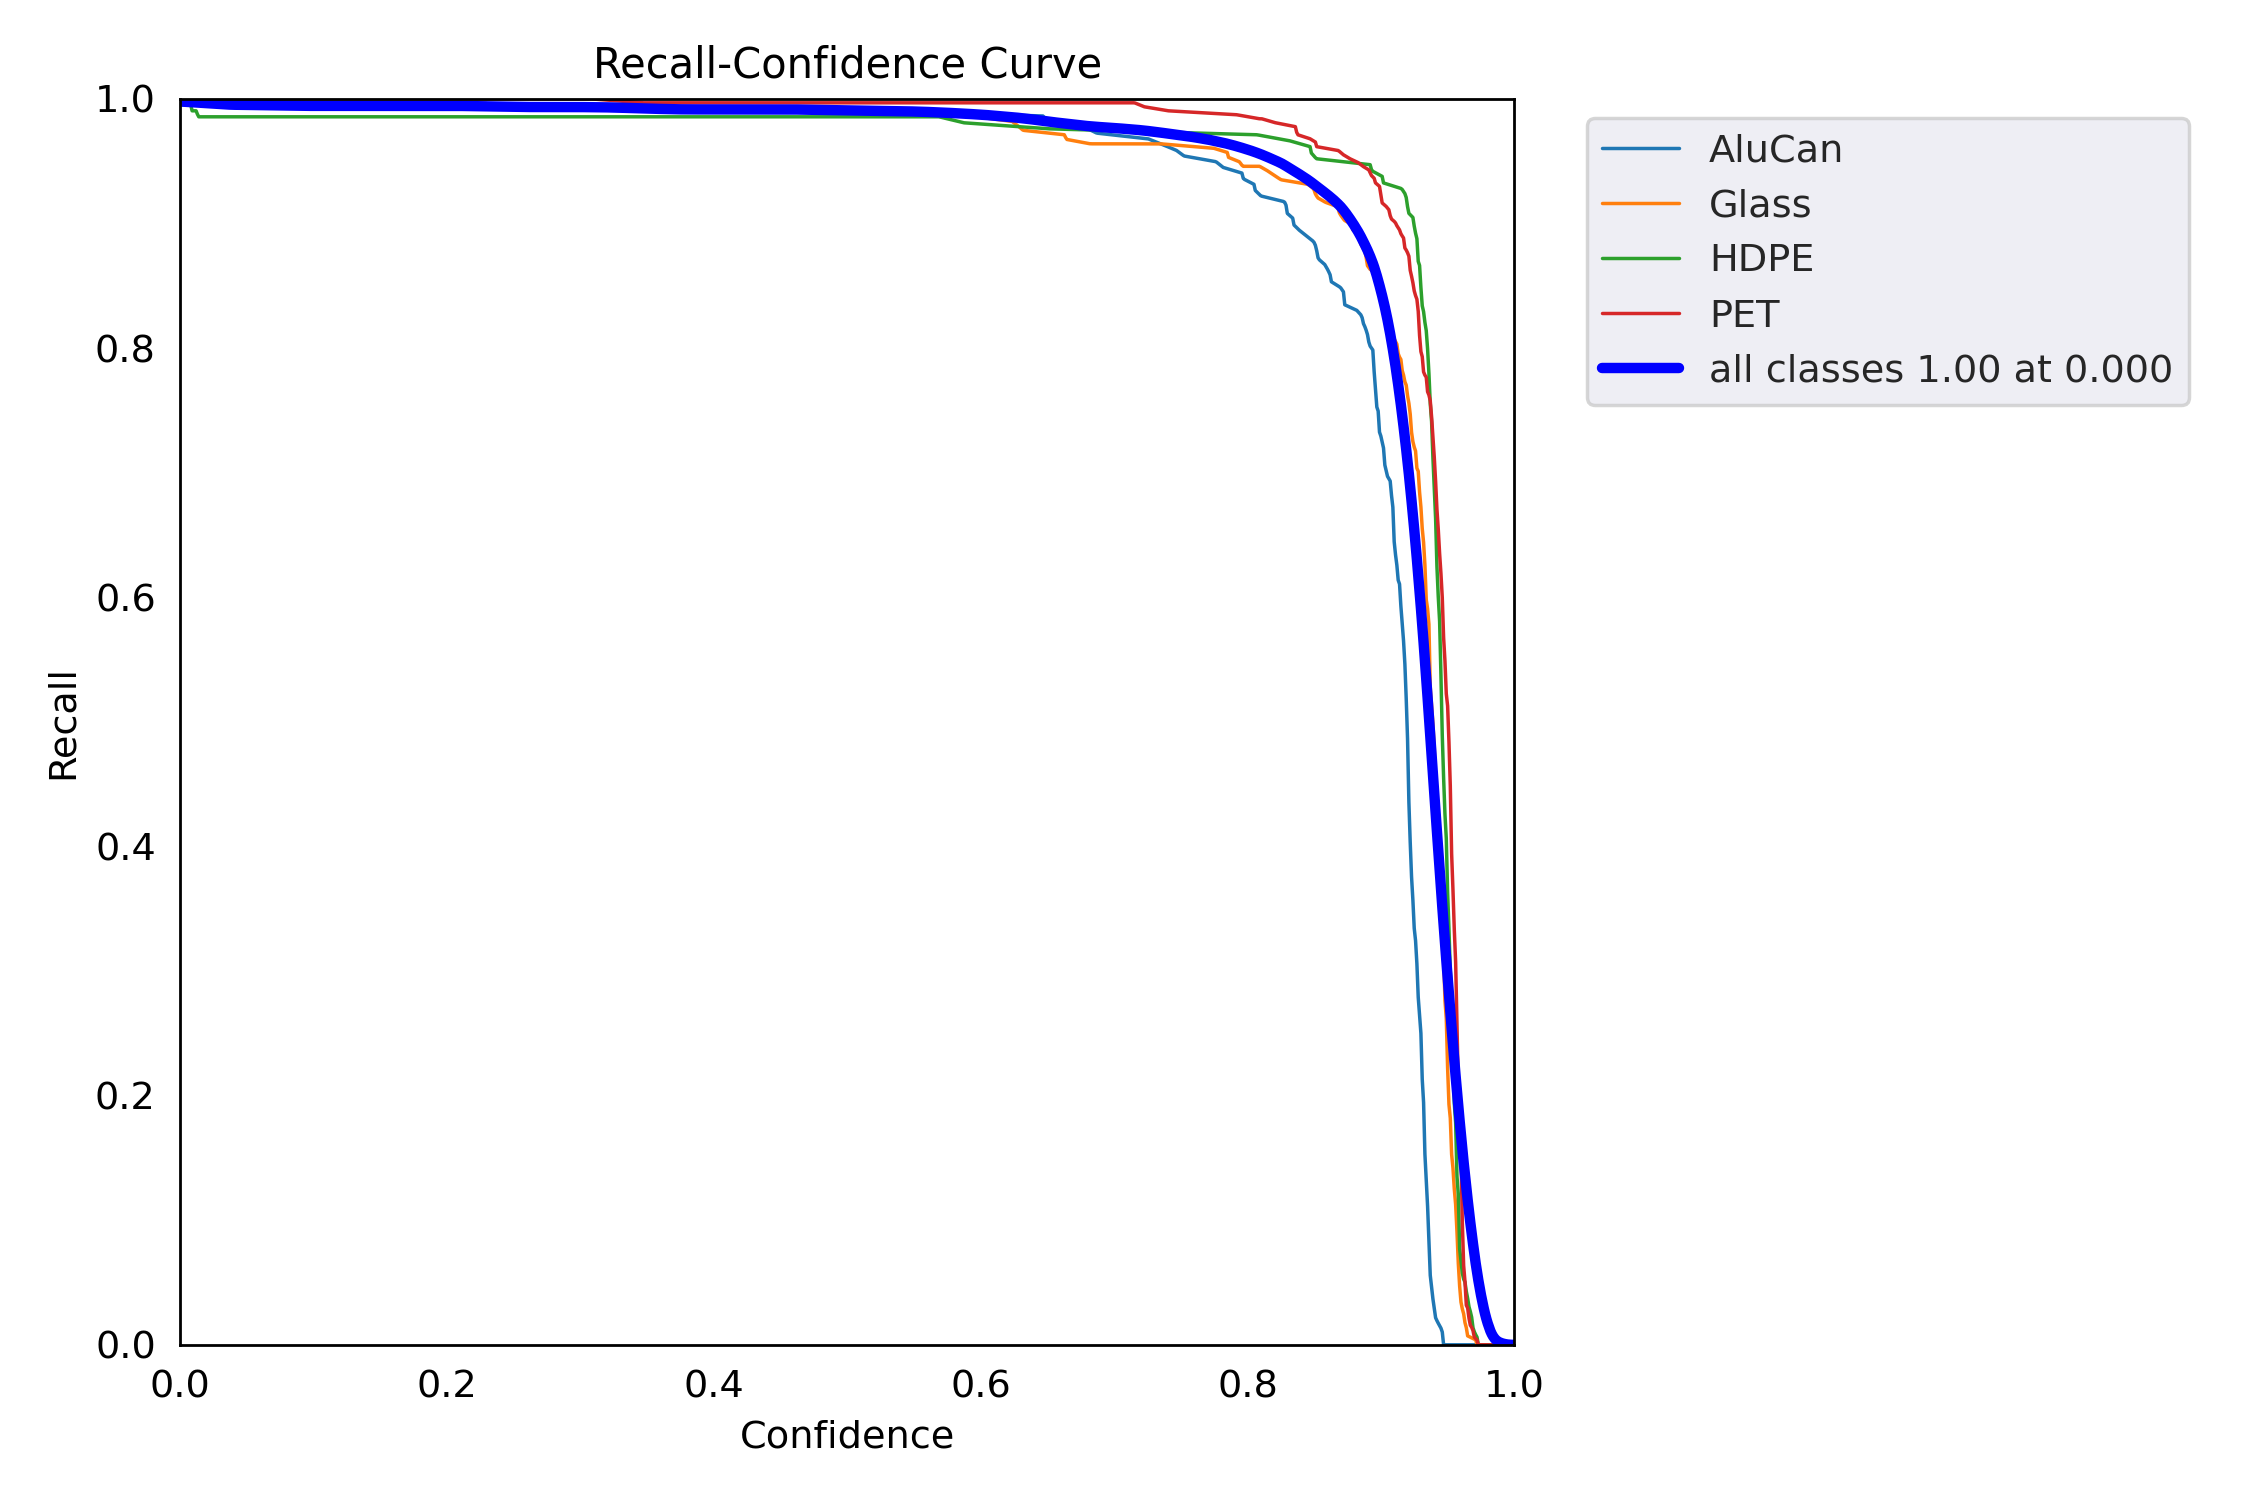 Recall-Confidence Curve
1.0
0.8
0.6
0.4
0.2
0.0
Recall
0.0 0.2 0.4 0.6 0.8 1.0
Confidence
AluCan
Glass
HDPE
PET
all classes 1.00 at 0.000